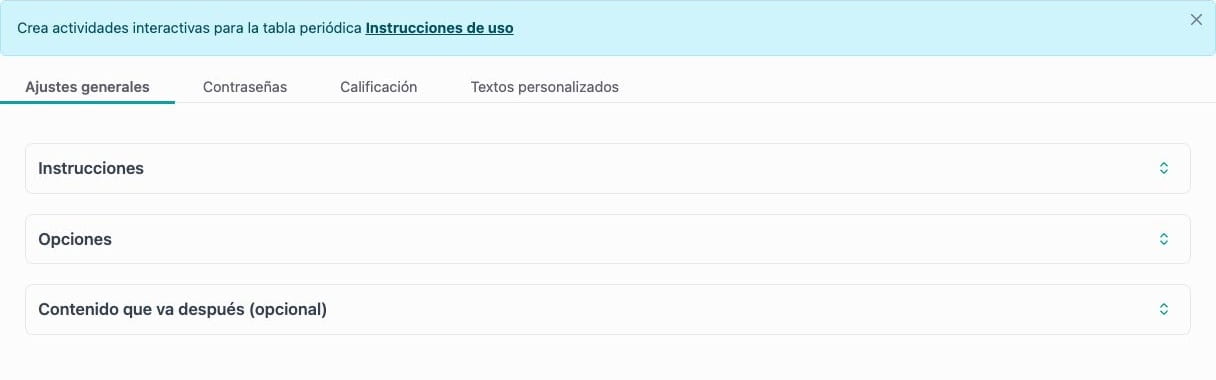 Crea actividades interactivas para la tabla periódica Instrucciones de uso
Ajustes generales Contraseñas Calificación Textos personalizados
Instrucciones
Opciones
Contenido que va después (opcional)